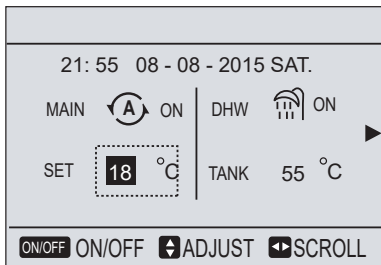 21: 55 08 - 08 - 2015 SAT.
MAIN A ON DHW ON
SET 18 °C TANK 55 °C
ON/OFF ON/OFF ADJUST SCROLL